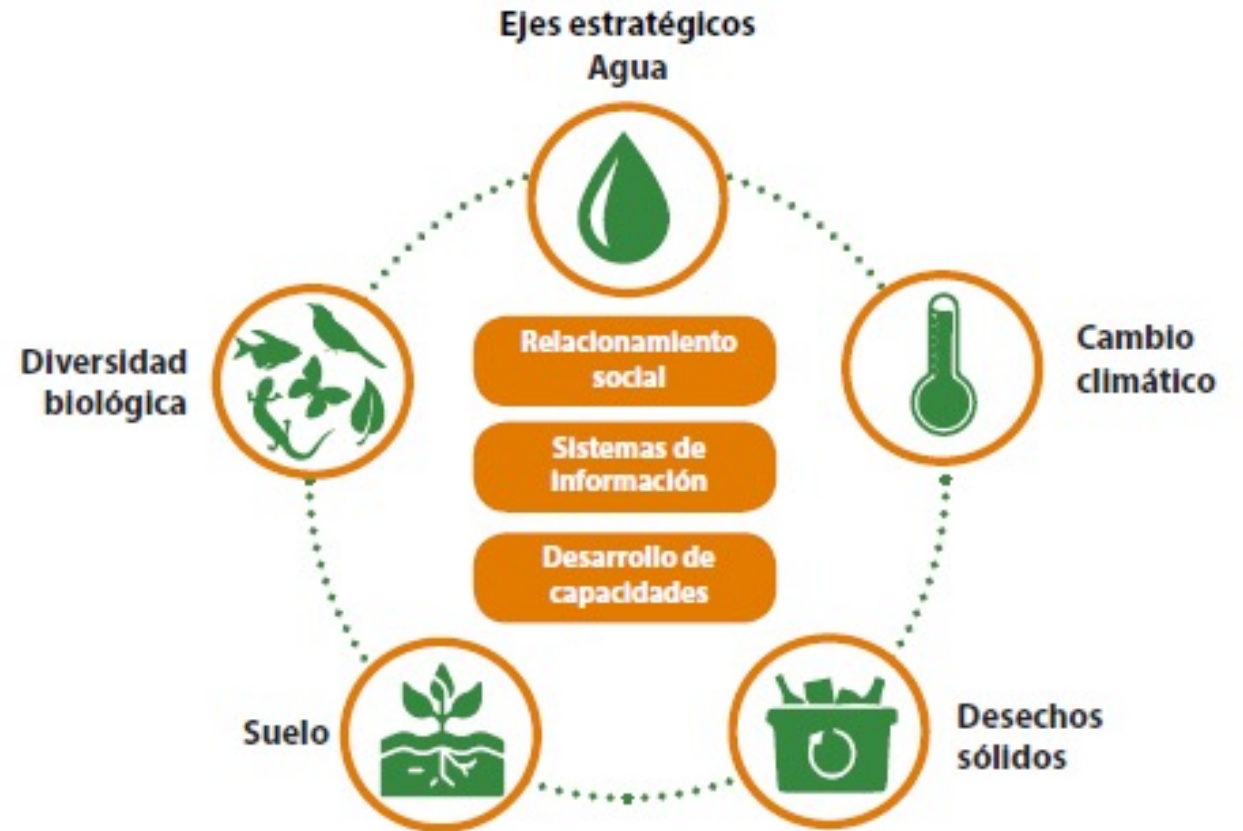 Ejes estratégicos
Agua
Diversidad
biológica
Relacionamiento
social
Cambio
climático
Sistemas de
información
Desarrollo de
capacidades
Suelo
Desechos
sólidos